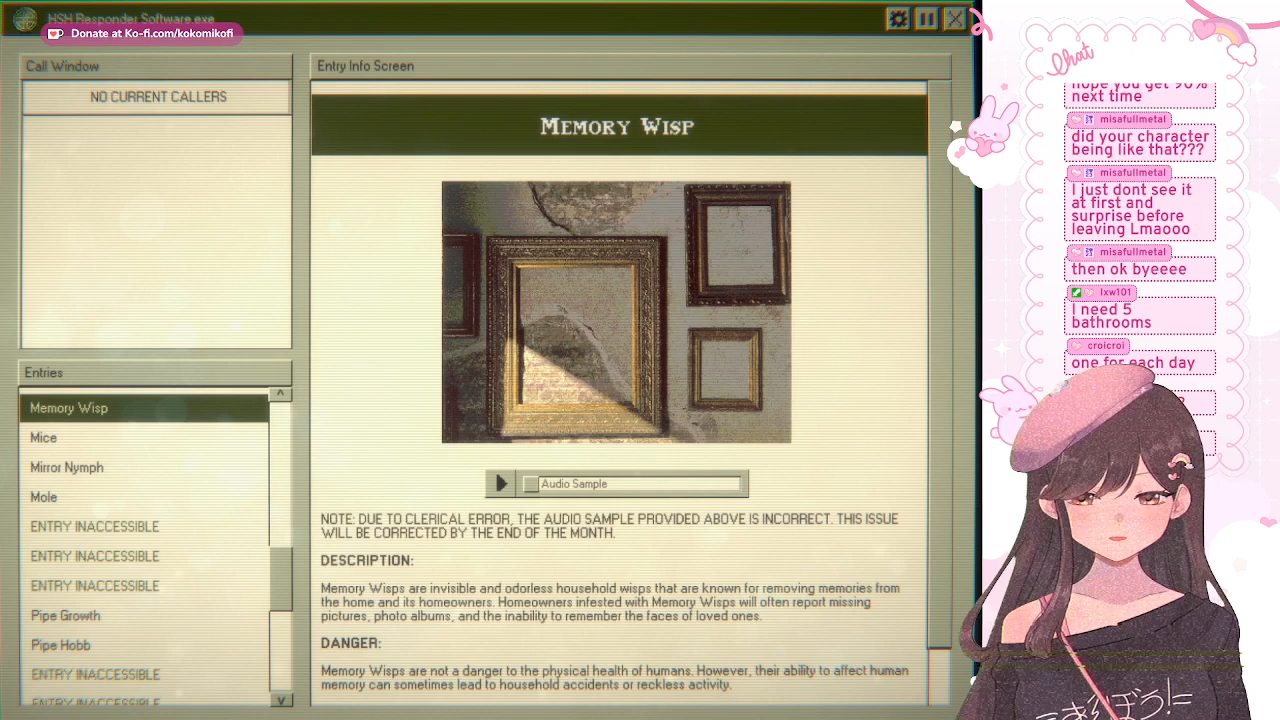 HSH Responder Software.exe
Donate at Ko-fi.com/kokomikofi
Call Window
NO CURRENT CALLERS
Entries
Memory Wisp
Mice
Mirror Nymph
Mole
ENTRY INACCESSIBLE
ENTRY INACCESSIBLE
ENTRY INACCESSIBLE
Pipe Growth
Pipe Hobb
ENTRY INACCESSIBLE
ENTRY INACCESSIBLE
Entry Info Screen
Memory Wisp
Audio Sample
NOTE: DUE TO CLERICAL ERROR, THE AUDIO SAMPLE PROVIDED ABOVE IS INCORRECT. THIS ISSUE
WILL BE CORRECTED BY THE END OF THE MONTH.
DESCRIPTION:
Memory Wisps are invisible and odorless household wisps that are known for removing memories from
the home and its homeowners. Homeowners infested with Memory Wisps will often report missing
pictures, photo albums, and the inability to remember the faces of loved ones.
DANGER:
Memory Wisps are not a danger to the physical health of humans. However, their ability to affect human
memory can sometimes lead to household accidents or reckless activity.
Chat
hope you get 90%
next time
misafullmetal
did your character
being like that???
misafullmetal
I just dont see it
at first and
surprise before
leaving Lmaooo
misafullmetal
then ok byeeee
lxw101
I need 5
bathrooms
croicroi
one for each day